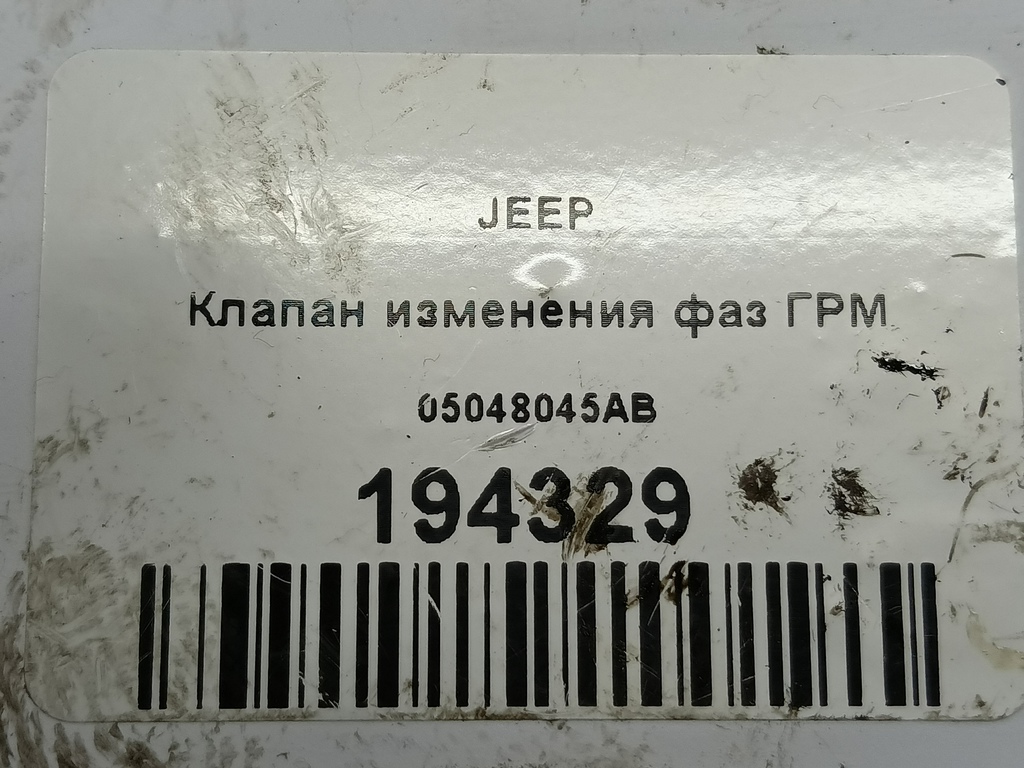 JEEP
Клапан изменения фаз ГРМ
05048045AB
194329